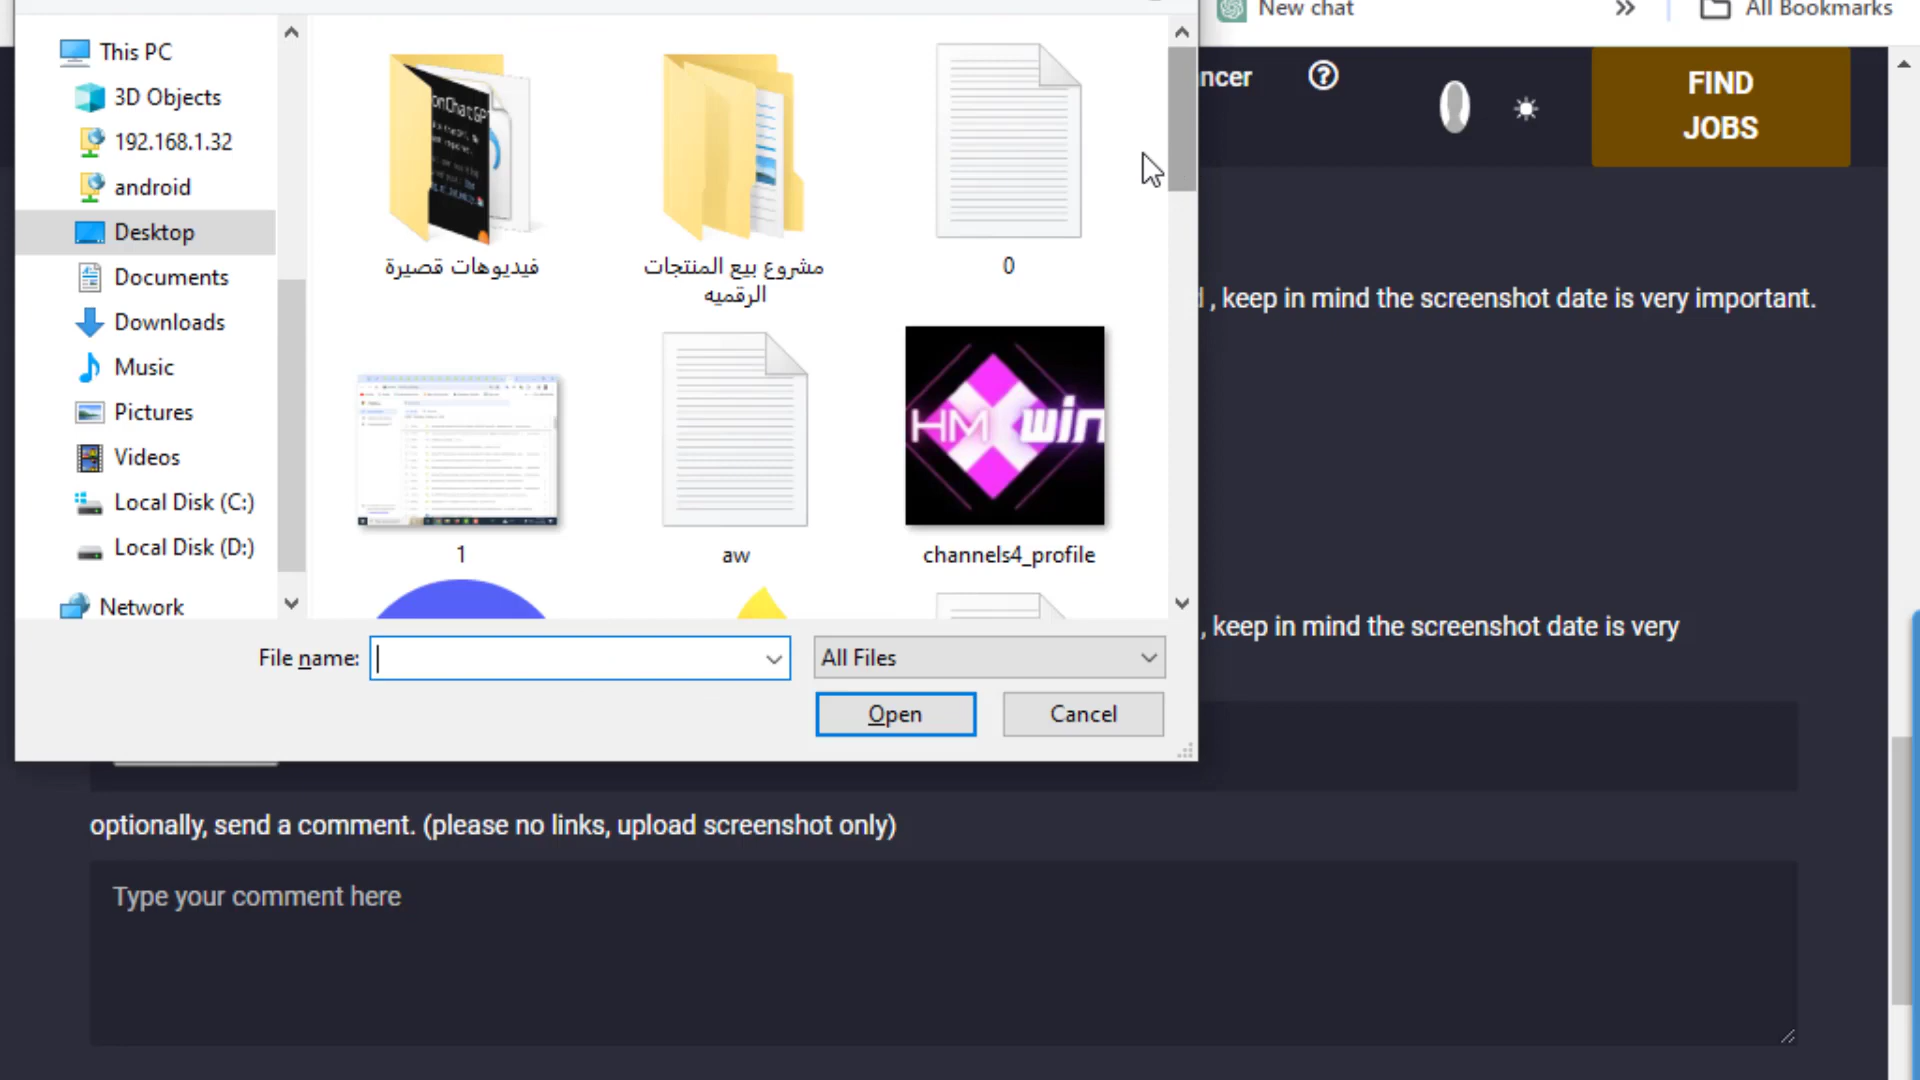 New chat
All Bookmarks
This PC
3D Objects
192.168.1.32
android
Desktop
Documents
Downloads
Music
Pictures
Videos
Local Disk (C:)
Local Disk (D:)
Network
فيديوهات قصيرة
مشروع بيع المنتجات
الرقميه
0
1
aw
HM win
channels4_profile
File name:
All Files
Open
Cancel
ncer
FIND
JOBS
, keep in mind the screenshot date is very important.
, keep in mind the screenshot date is very
optionally, send a comment. (please no links, upload screenshot only)
Type your comment here